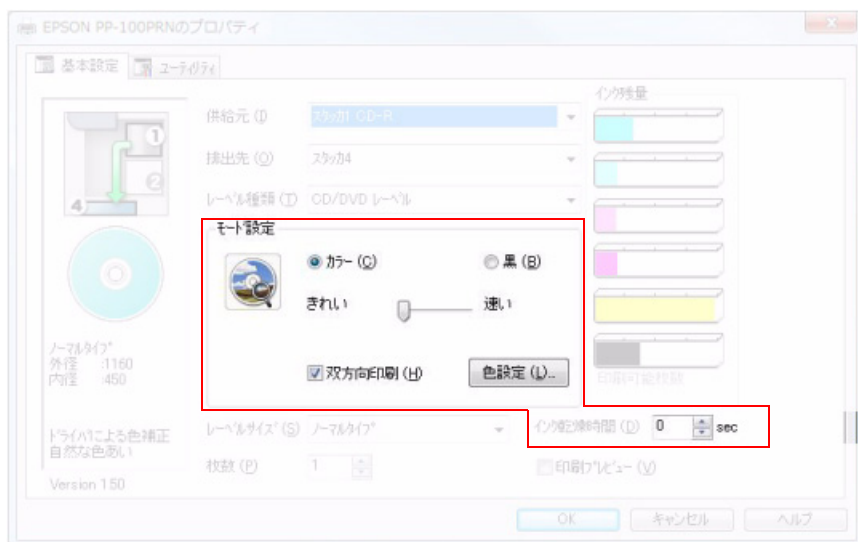 EPSON PP-100PRNのプロパティ
基本設定 ユーティリティ
供給元 (I) スタッカ1 CD-R
排出先 (O) スタッカ4
レーベル種類 (T) CD/DVD レーベル
インク残量
1
2
4
モード設定
カラー (C) 黒 (B)
きれい 速い
双方向印刷 (H) 色設定 (L)...
ノーマルタイプ
外径 :1160
内径 :450
印刷可能枚数
ドライバによる色補正
自然な色あい
Version 1.50
レーベルサイズ (S) ノーマルタイプ
インク乾燥時間 (D) 0 sec
枚数 (P) 1
印刷プレビュー (V)
OK キャンセル ヘルプ